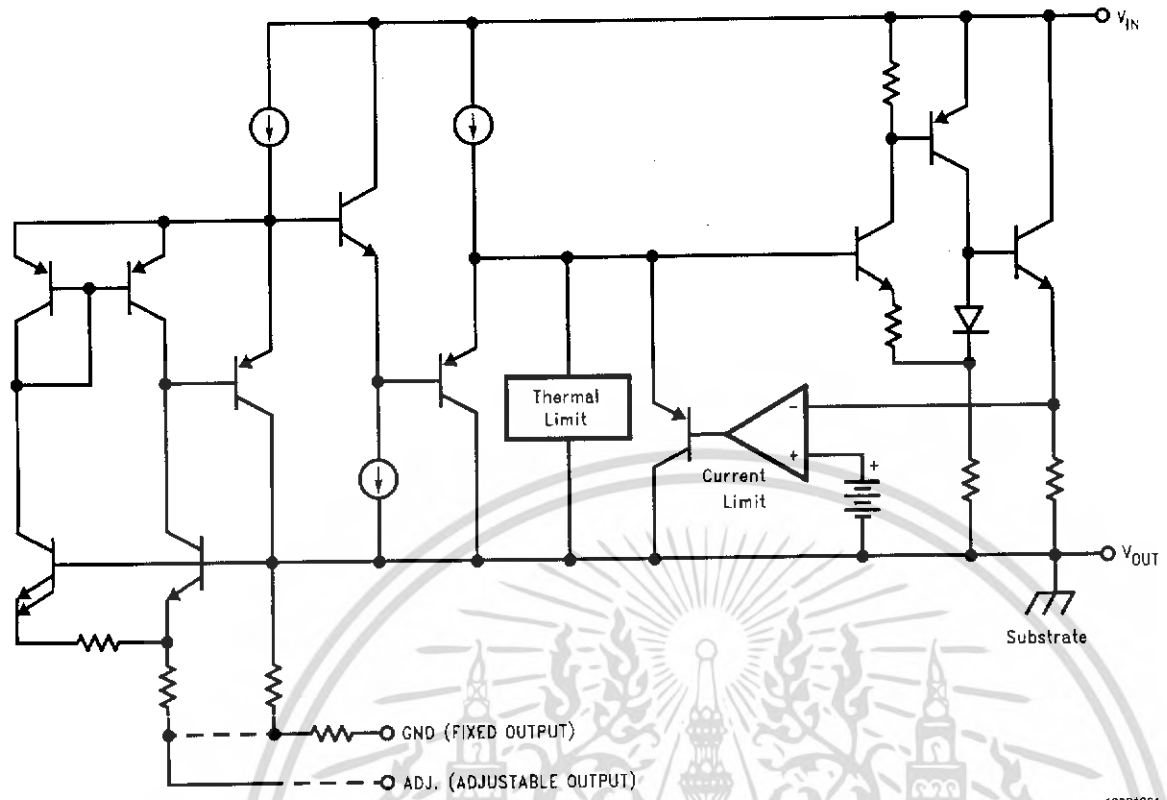 V_IN
Thermal
Limit
-
+
+
Current
Limit
V_OUT
Substrate
GND (FIXED OUTPUT)
ADJ. (ADJUSTABLE OUTPUT)